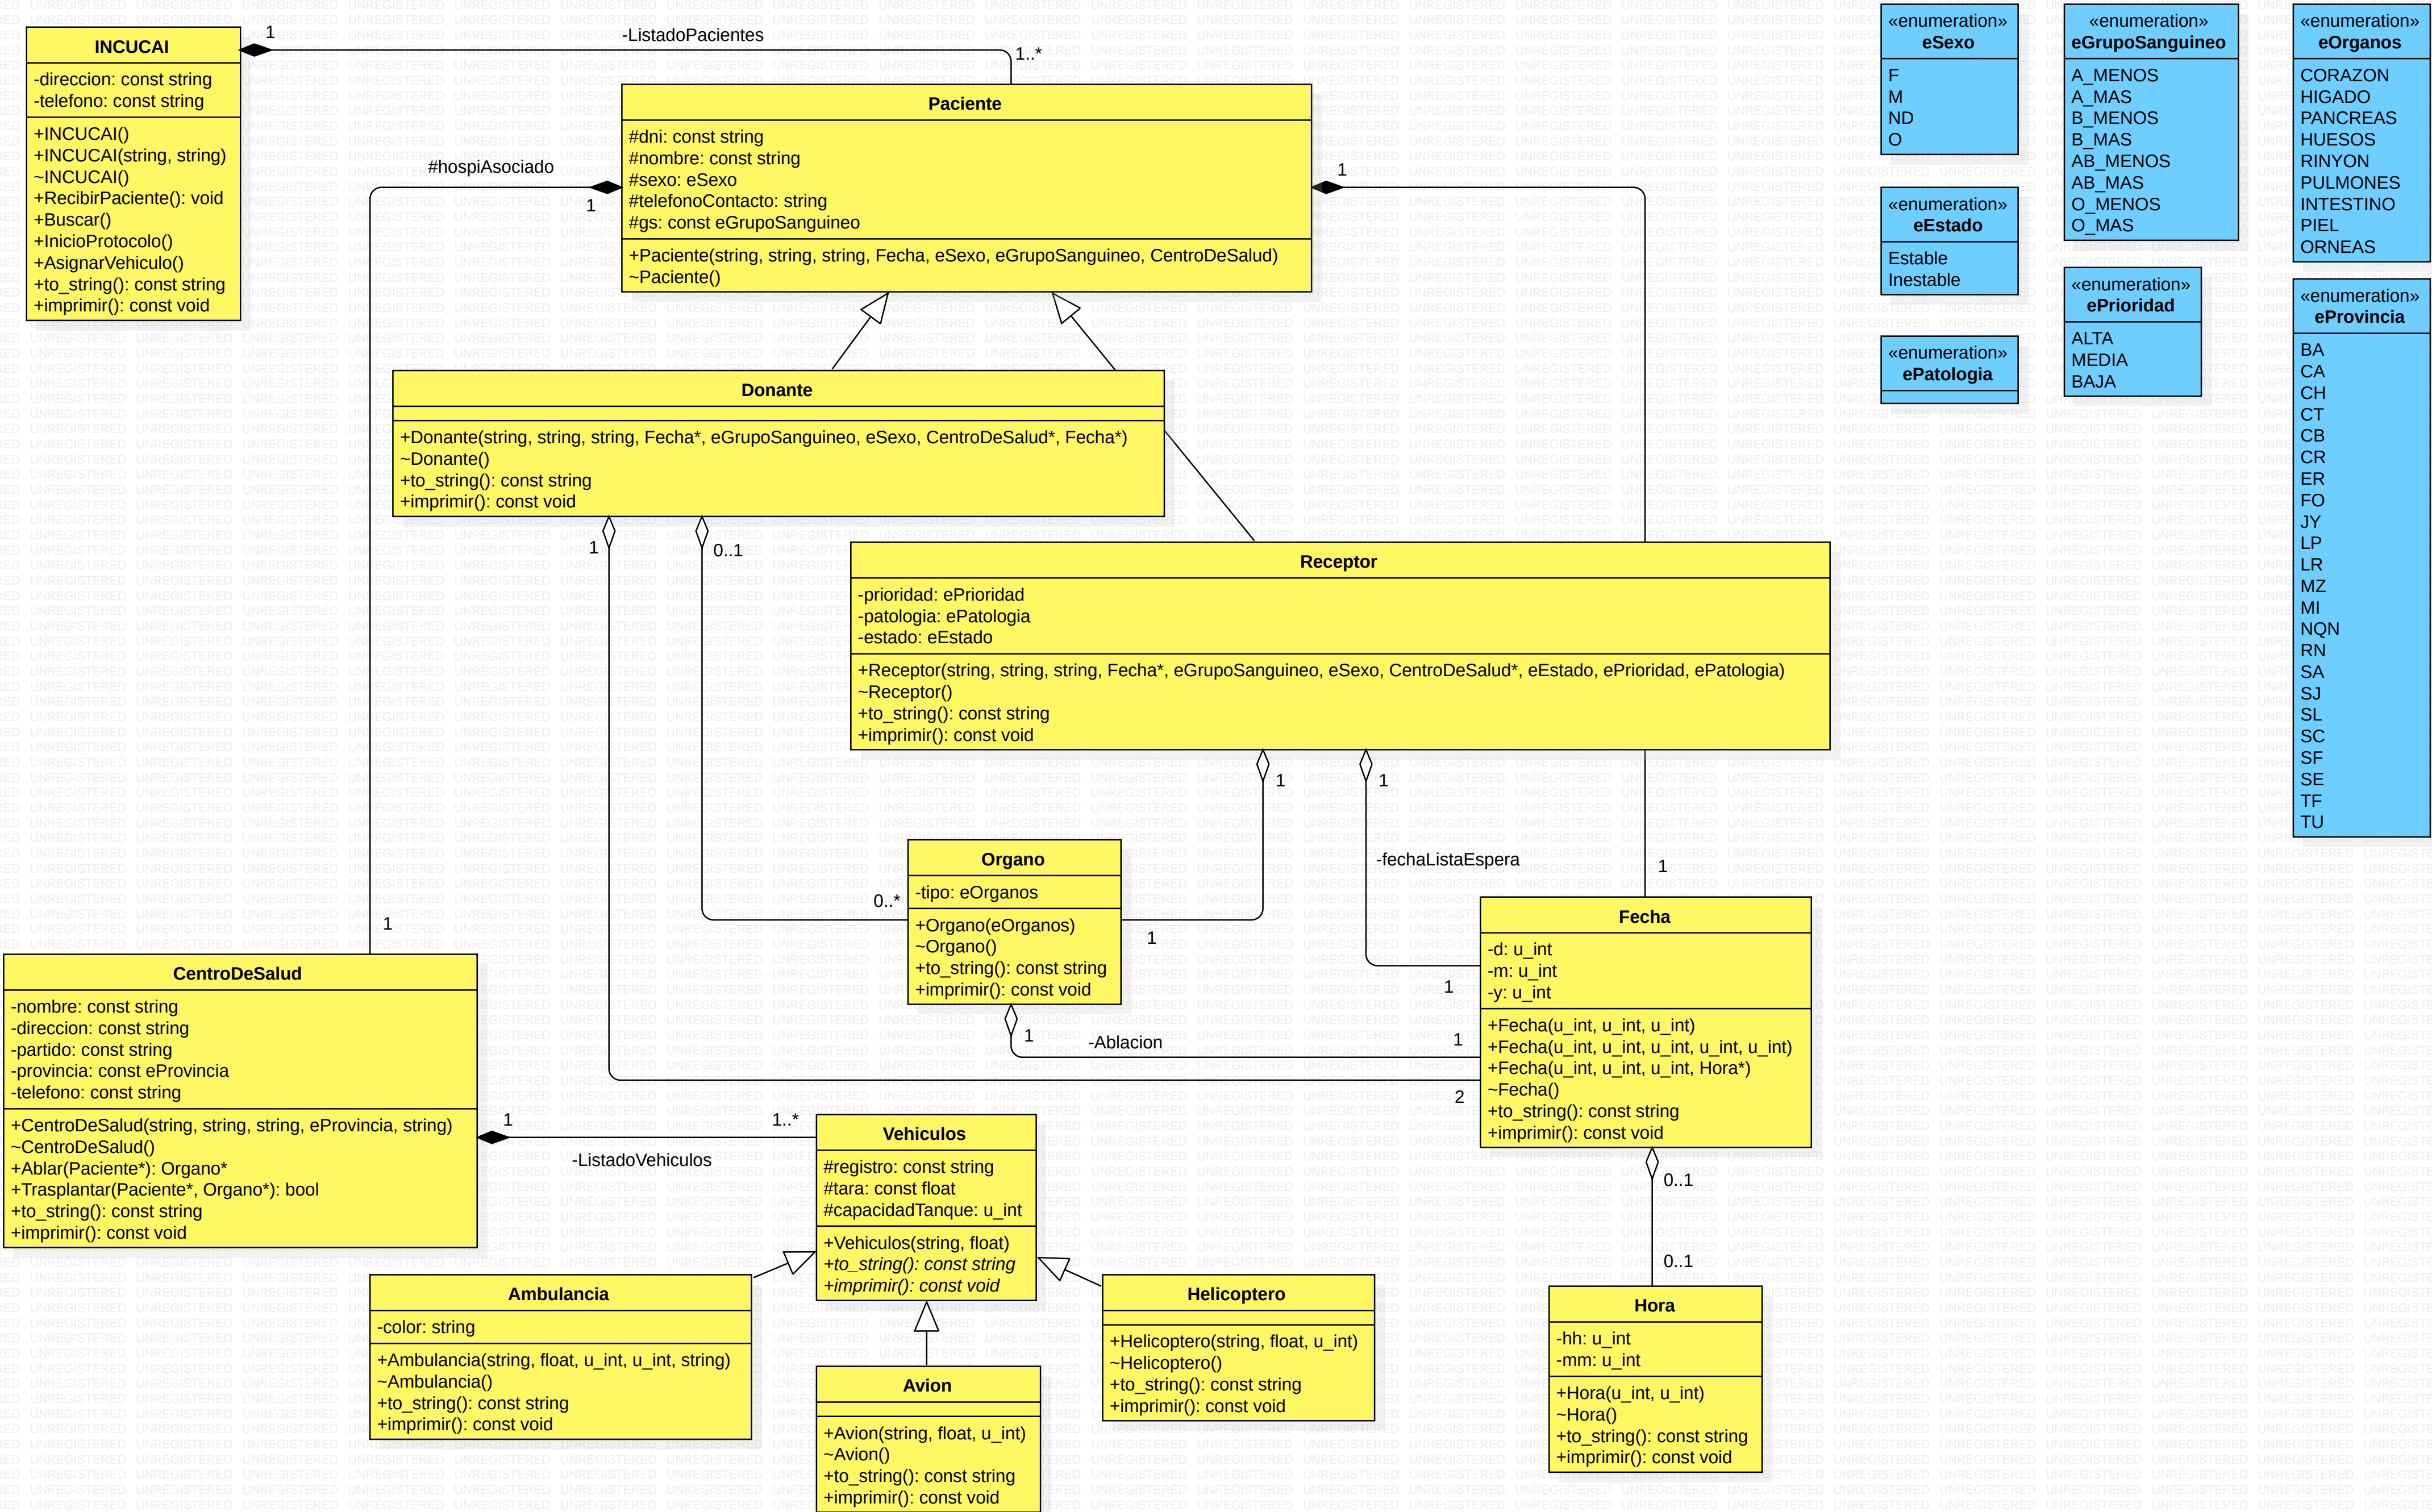 INCUCAI
-direccion: const string
-telefono: const string
+INCUCAI()
+INCUCAI(string, string)
~INCUCAI()
+RecibirPaciente(): void
+Buscar()
+InicioProtocolo()
+AsignarVehiculo()
+to_string(): const string
+imprimir(): const void
1
-ListadoPacientes
1..*
Paciente
#dni: const string
#nombre: const string
#sexo: eSexo
#telefonoContacto: string
#gs: const eGrupoSanguineo
+Paciente(string, string, string, Fecha, eSexo, eGrupoSanguineo, CentroDeSalud)
~Paciente()
#hospiAsociado
1
1
«enumeration»
eSexo
F
M
ND
O
«enumeration»
eGrupoSanguineo
A_MENOS
A_MAS
B_MENOS
B_MAS
AB_MENOS
AB_MAS
O_MENOS
O_MAS
«enumeration»
eOrganos
CORAZON
HIGADO
PANCREAS
HUESOS
RINYON
PULMONES
INTESTINO
PIEL
ORNEAS
«enumeration»
eEstado
Estable
Inestable
«enumeration»
ePrioridad
ALTA
MEDIA
BAJA
«enumeration»
eProvincia
BA
CA
CH
CT
CB
CR
ER
FO
JY
LP
LR
MZ
MI
NQN
RN
SA
SJ
SL
SC
SF
SE
TF
TU
«enumeration»
ePatologia
Donante
+Donante(string, string, string, Fecha*, eGrupoSanguineo, eSexo, CentroDeSalud*, Fecha*)
~Donante()
+to_string(): const string
+imprimir(): const void
1
0..1
Receptor
-prioridad: ePrioridad
-patologia: ePatologia
-estado: eEstado
+Receptor(string, string, string, Fecha*, eGrupoSanguineo, eSexo, CentroDeSalud*, eEstado, ePrioridad, ePatologia)
~Receptor()
+to_string(): const string
+imprimir(): const void
1
1
-fechaListaEspera
1
Organo
-tipo: eOrganos
+Organo(eOrganos)
~Organo()
+to_string(): const string
+imprimir(): const void
0..*
1
1
1
-Ablacion
1
1
2
Fecha
-d: u_int
-m: u_int
-y: u_int
+Fecha(u_int, u_int, u_int)
+Fecha(u_int, u_int, u_int, u_int, u_int)
+Fecha(u_int, u_int, u_int, Hora*)
~Fecha()
+to_string(): const string
+imprimir(): const void
CentroDeSalud
-nombre: const string
-direccion: const string
-partido: const string
-provincia: const eProvincia
-telefono: const string
+CentroDeSalud(string, string, string, eProvincia, string)
~CentroDeSalud()
+Ablar(Paciente*): Organo*
+Trasplantar(Paciente*, Organo*): bool
+to_string(): const string
+imprimir(): const void
1
1..*
-ListadoVehiculos
Vehiculos
#registro: const string
#tara: const float
#capacidadTanque: u_int
+Vehiculos(string, float)
+to_string(): const string
+imprimir(): const void
0..1
0..1
Ambulancia
-color: string
+Ambulancia(string, float, u_int, u_int, string)
~Ambulancia()
+to_string(): const string
+imprimir(): const void
Avion
+Avion(string, float, u_int)
~Avion()
+to_string(): const string
+imprimir(): const void
Helicoptero
+Helicoptero(string, float, u_int)
~Helicoptero()
+to_string(): const string
+imprimir(): const void
Hora
-hh: u_int
-mm: u_int
+Hora(u_int, u_int)
~Hora()
+to_string(): const string
+imprimir(): const void
UNREGISTERED